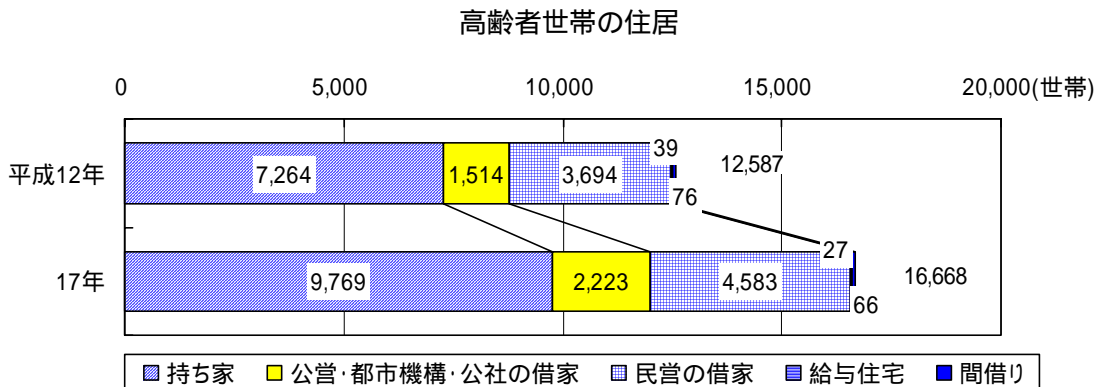 高齢者世帯の住居
0 5,000 10,000 15,000 20,000(世帯)
平成12年 7,264 1,514 3,694 39 76 12,587
17年 9,769 2,223 4,583 27 66 16,668
持ち家 公営・都市機構・公社の借家 民営の借家 給与住宅 間借り